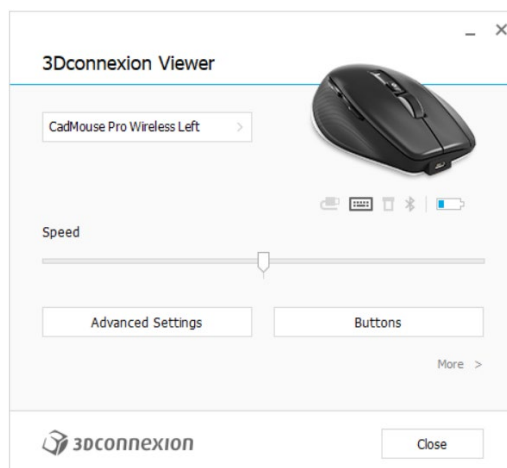 3Dconnexion Viewer
CadMouse Pro Wireless Left >
Speed
Advanced Settings
Buttons
More >
3DCONNEXION
Close